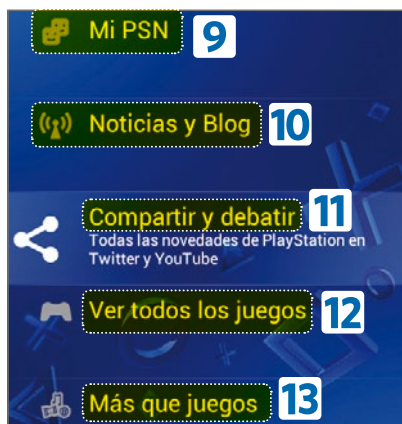 Mi PSN 9
Noticias y Blog 10
Compartir y debatir 11
Todas las novedades de PlayStation en
Twitter y YouTube
Ver todos los juegos 12
Más que juegos 13